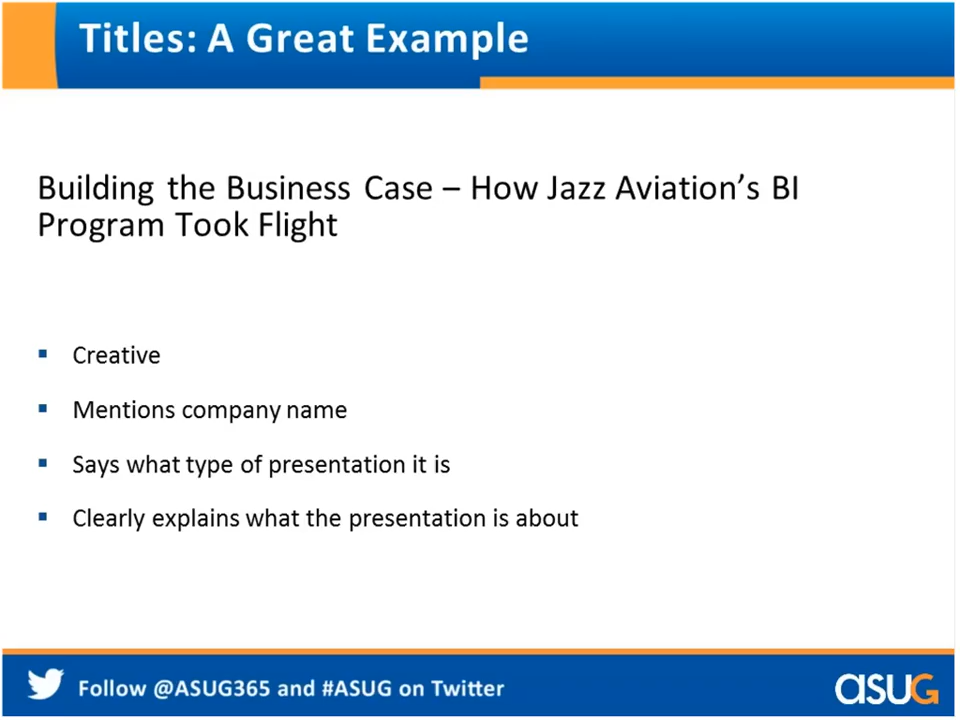 Titles: A Great Example
Building the Business Case – How Jazz Aviation’s BI
Program Took Flight
▪ Creative
▪ Mentions company name
▪ Says what type of presentation it is
▪ Clearly explains what the presentation is about
Follow @ASUG365 and #ASUG on Twitter
asuG